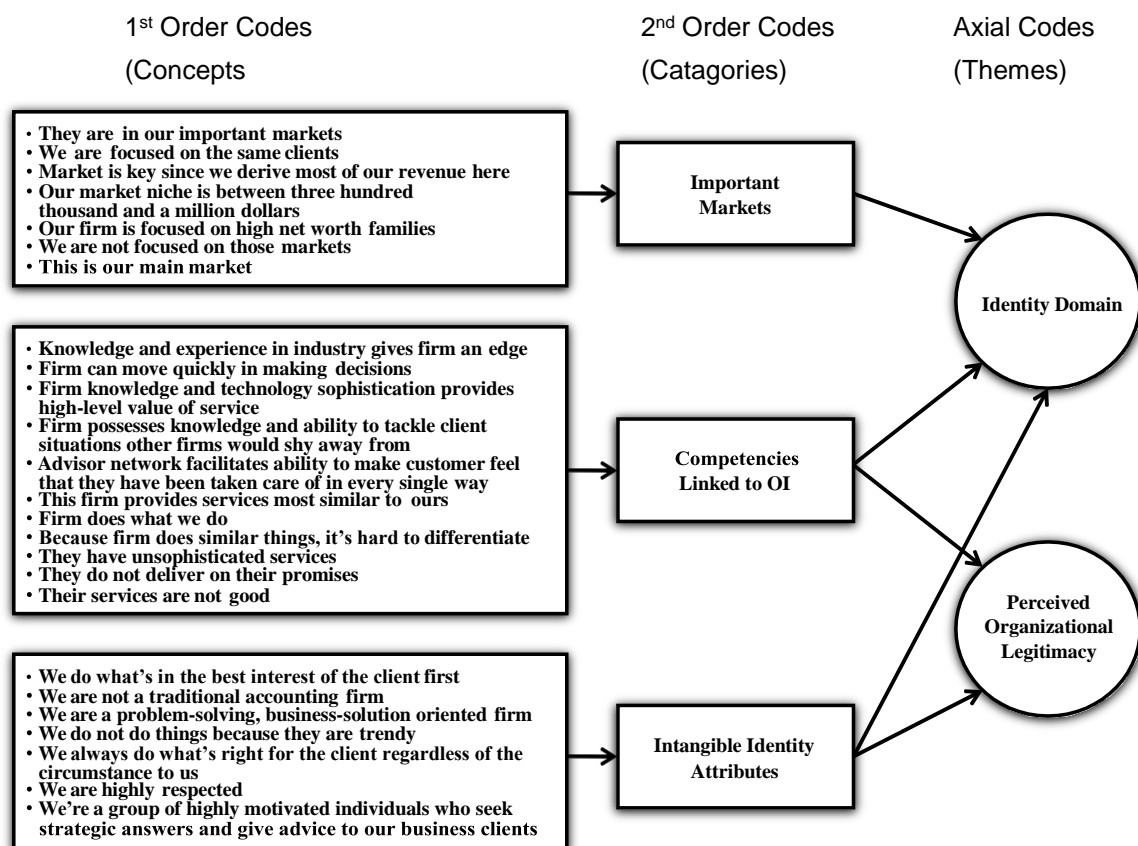 1st Order Codes
(Concepts
2nd Order Codes
(Catagories)
Axial Codes
(Themes)
• They are in our important markets
• We are focused on the same clients
• Market is key since we derive most of our revenue here
• Our market niche is between three hundred
thousand and a million dollars
• Our firm is focused on high net worth families
• We are not focused on those markets
• This is our main market
Important
Markets
Identity Domain
• Knowledge and experience in industry gives firm an edge
• Firm can move quickly in making decisions
• Firm knowledge and technology sophistication provides
high-level value of service
• Firm possesses knowledge and ability to tackle client
situations other firms would shy away from
• Advisor network facilitates ability to make customer feel
that they have been taken care of in every single way
• This firm provides services most similar to ours
• Firm does what we do
• Because firm does similar things, it's hard to differentiate
• They have unsophisticated services
• They do not deliver on their promises
• Their services are not good
Competencies
Linked to OI
Perceived
Organizational
Legitimacy
• We do what's in the best interest of the client first
• We are not a traditional accounting firm
• We are a problem-solving, business-solution oriented firm
• We do not do things because they are trendy
• We always do what's right for the client regardless of the
circumstance to us
• We are highly respected
• We're a group of highly motivated individuals who seek
strategic answers and give advice to our business clients
Intangible Identity
Attributes